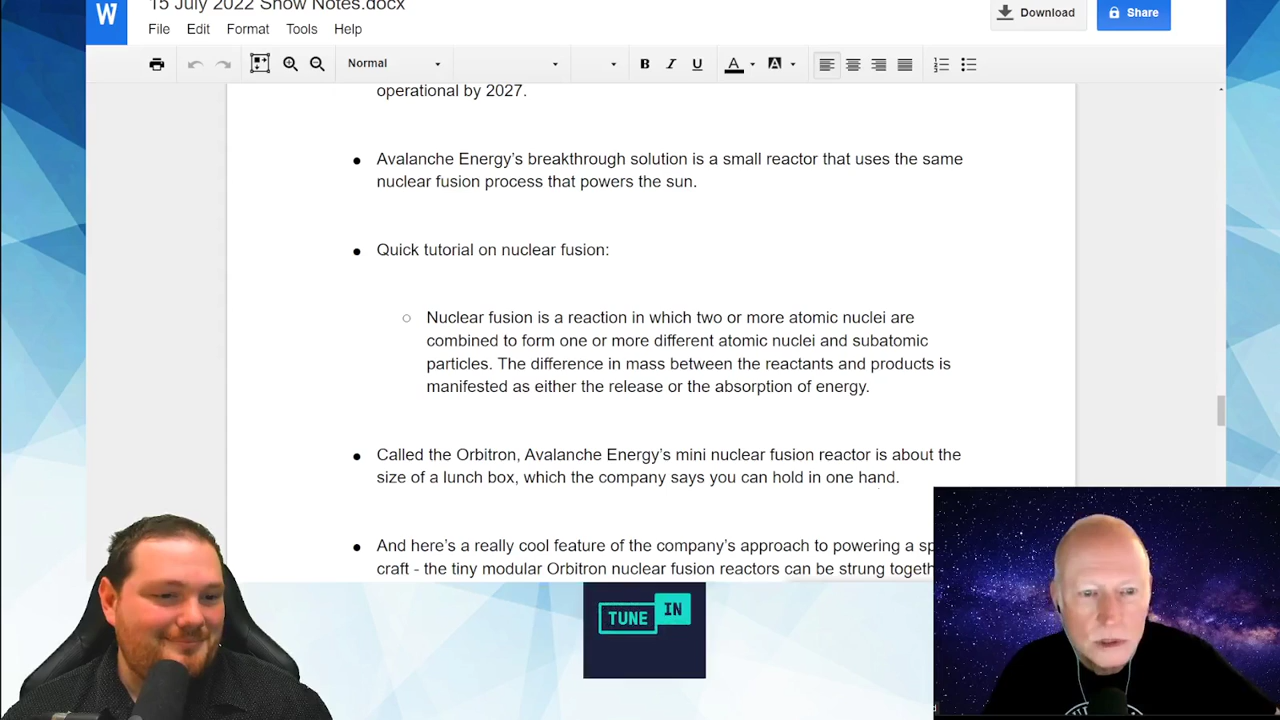 15 July 2022 Show Notes.docx
W
Download
Share
File Edit Format Tools Help
Normal
B I U A A
operational by 2027.
● Avalanche Energy’s breakthrough solution is a small reactor that uses the same
nuclear fusion process that powers the sun.
● Quick tutorial on nuclear fusion:
○ Nuclear fusion is a reaction in which two or more atomic nuclei are
combined to form one or more different atomic nuclei and subatomic
particles. The difference in mass between the reactants and products is
manifested as either the release or the absorption of energy.
● Called the Orbitron, Avalanche Energy’s mini nuclear fusion reactor is about the
size of a lunch box, which the company says you can hold in one hand.
● And here’s a really cool feature of the company’s approach to powering a
craft - the tiny modular Orbitron nuclear fusion reactors can be strung
TUNE IN